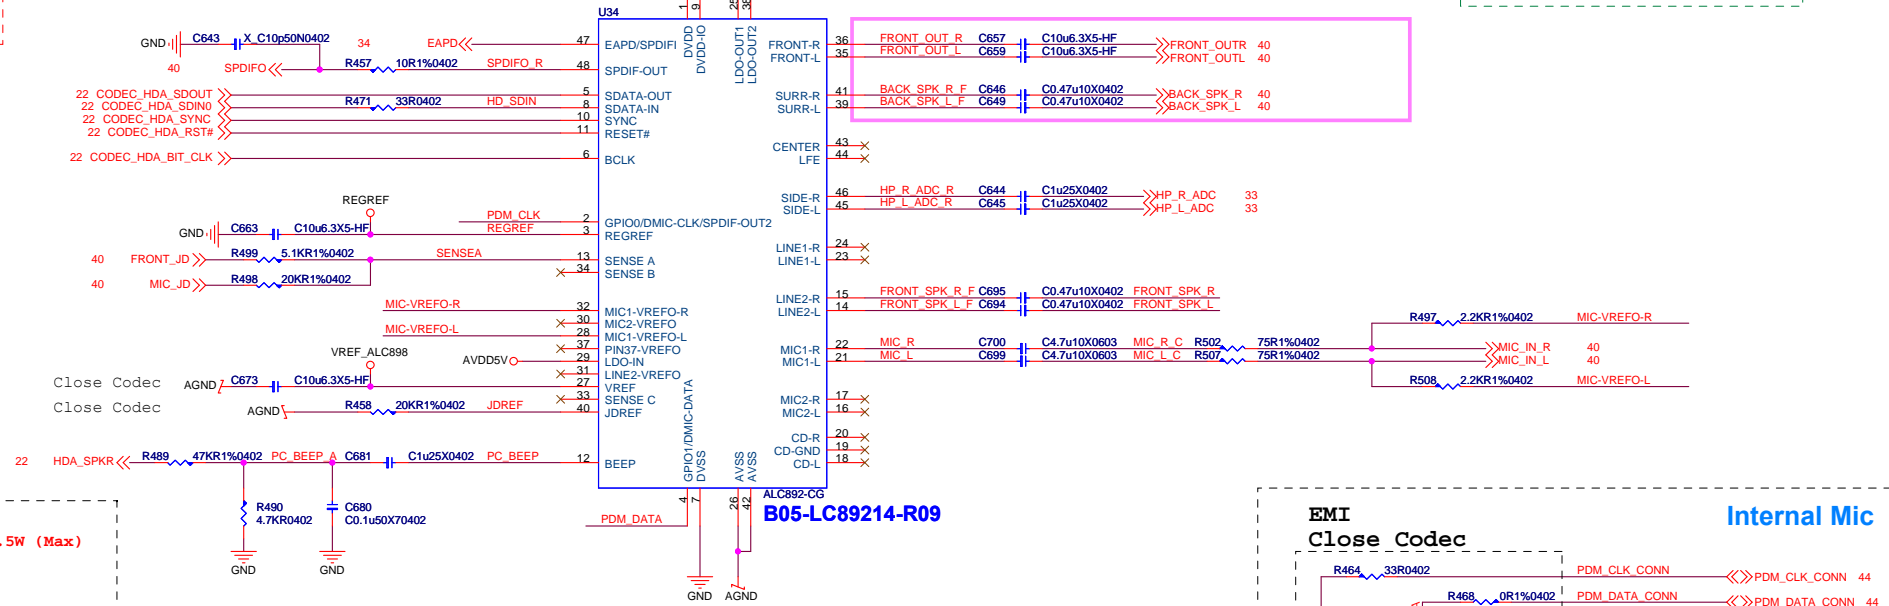 U34
1 9 25 38
DVDD DVDD-IO LDO-OUT1 LDO-OUT2
GND C643 X_C10p50N0402 34 EAPD 47 EAPD/SPDIFI
40 SPDIFO R457 10R1%0402 SPDIFO_R 48 SPDIF-OUT
22 CODEC_HDA_SDOUT 5 SDATA-OUT
22 CODEC_HDA_SDIN0 R471 33R0402 HD_SDIN 8 SDATA-IN
22 CODEC_HDA_SYNC 10 SYNC
22 CODEC_HDA_RST# 11 RESET#
22 CODEC_HDA_BIT_CLK 6 BCLK
REGREF
PDM_CLK 2 GPIO0/DMIC-CLK/SPDIF-OUT2
GND C663 C10u6.3X5-HF REGREF 3 REGREF
40 FRONT_JD R499 5.1KR1%0402 SENSEA 13 SENSE A
34 SENSE B
40 MIC_JD R498 20KR1%0402
MIC-VREFO-R 32 MIC1-VREFO-R
30 MIC2-VREFO
MIC-VREFO-L 28 MIC1-VREFO-L
37 PIN37-VREFO
VREF_ALC898 AVDD5V 29 LDO-IN
31 LINE2-VREFO
Close Codec AGND C673 C10u6.3X5-HF 27 VREF
33 SENSE C
Close Codec AGND R458 20KR1%0402 JDREF 40 JDREF
22 HDA_SPKR R489 47KR1%0402 PC_BEEP_A C681 C1u25X0402 PC_BEEP 12 BEEP
R490 4.7KR0402
C680 C0.1u50X70402
GND GND
.5W (Max)
FRONT-R 36 FRONT_OUT_R C657 C10u6.3X5-HF FRONT_OUTR 40
FRONT-L 35 FRONT_OUT_L C659 C10u6.3X5-HF FRONT_OUTL 40
SURR-R 41 BACK_SPK_R_F C646 C0.47u10X0402 BACK_SPK_R 40
SURR-L 39 BACK_SPK_L_F C649 C0.47u10X0402 BACK_SPK_L 40
CENTER 43
LFE 44
SIDE-R 46 HP_R_ADC_R C644 C1u25X0402 HP_R_ADC 33
SIDE-L 45 HP_L_ADC_R C645 C1u25X0402 HP_L_ADC 33
LINE1-R 24
LINE1-L 23
LINE2-R 15 FRONT_SPK_R_F C695 C0.47u10X0402 FRONT_SPK_R
LINE2-L 14 FRONT_SPK_L_F C694 C0.47u10X0402 FRONT_SPK_L
R497 2.2KR1%0402 MIC-VREFO-R
MIC1-R 22 MIC_R C700 C4.7u10X0603 MIC_R_C R502 75R1%0402 MIC_IN_R 40
MIC1-L 21 MIC_L C699 C4.7u10X0603 MIC_L_C R507 75R1%0402 MIC_IN_L 40
R508 2.2KR1%0402 MIC-VREFO-L
MIC2-R 17
MIC2-L 16
CD-R 20
CD-GND 19
CD-L 18
GPIO1/DMIC-DATA DVSS AVSS AVSS
4 7 26 42
ALC892-CG
B05-LC89214-R09
PDM_DATA
GND AGND
EMI
Close Codec
Internal Mic
R464 33R0402 PDM_CLK_CONN PDM_CLK_CONN 44
R468 0R1%0402 PDM_DATA_CONN PDM_DATA_CONN 44